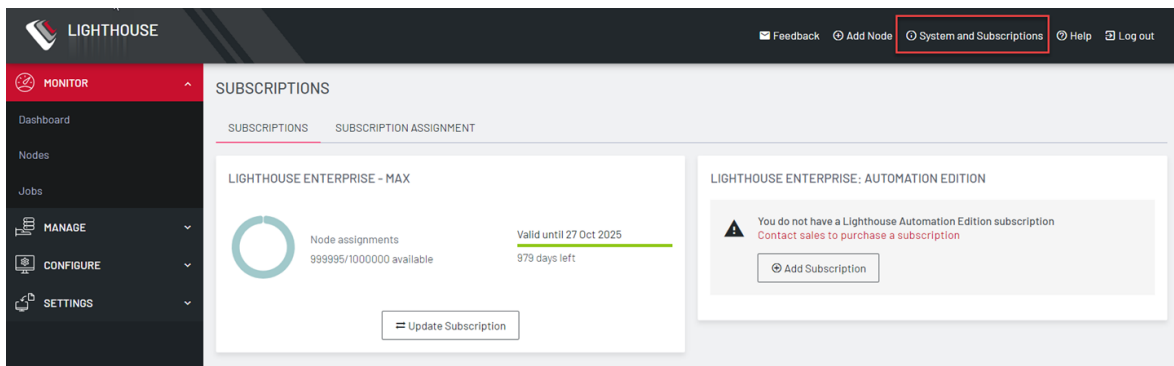 LIGHTHOUSE
Feedback
Add Node
System and Subscriptions
Help
Log out
MONITOR
Dashboard
Nodes
Jobs
MANAGE
CONFIGURE
SETTINGS
SUBSCRIPTIONS
SUBSCRIPTIONS
SUBSCRIPTION ASSIGNMENT
LIGHTHOUSE ENTERPRISE - MAX
Node assignments
999995/1000000 available
Valid until 27 Oct 2025
979 days left
Update Subscription
LIGHTHOUSE ENTERPRISE: AUTOMATION EDITION
You do not have a Lighthouse Automation Edition subscription
Contact sales to purchase a subscription
Add Subscription